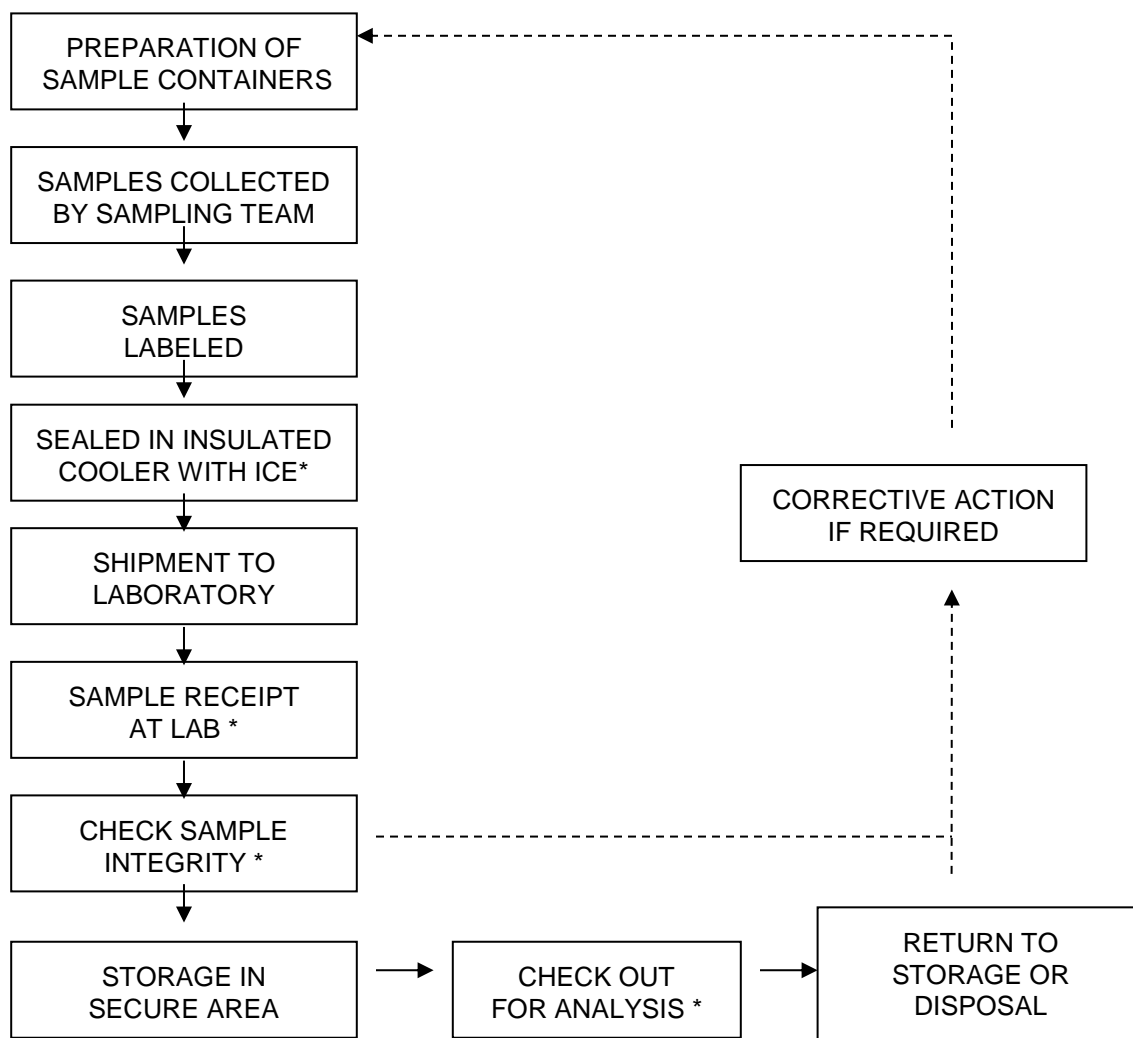 PREPARATION OF
SAMPLE CONTAINERS
SAMPLES COLLECTED
BY SAMPLING TEAM
SAMPLES
LABELED
SEALED IN INSULATED
COOLER WITH ICE*
CORRECTIVE ACTION
IF REQUIRED
SHIPMENT TO
LABORATORY
SAMPLE RECEIPT
AT LAB *
CHECK SAMPLE
INTEGRITY *
STORAGE IN
SECURE AREA
CHECK OUT
FOR ANALYSIS *
RETURN TO
STORAGE OR
DISPOSAL